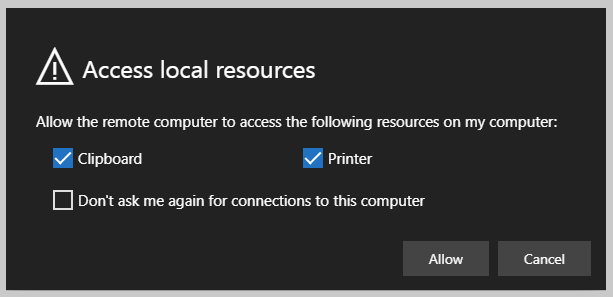 Access local resources
Allow the remote computer to access the following resources on my computer:
Clipboard Printer
Don't ask me again for connections to this computer
Allow Cancel